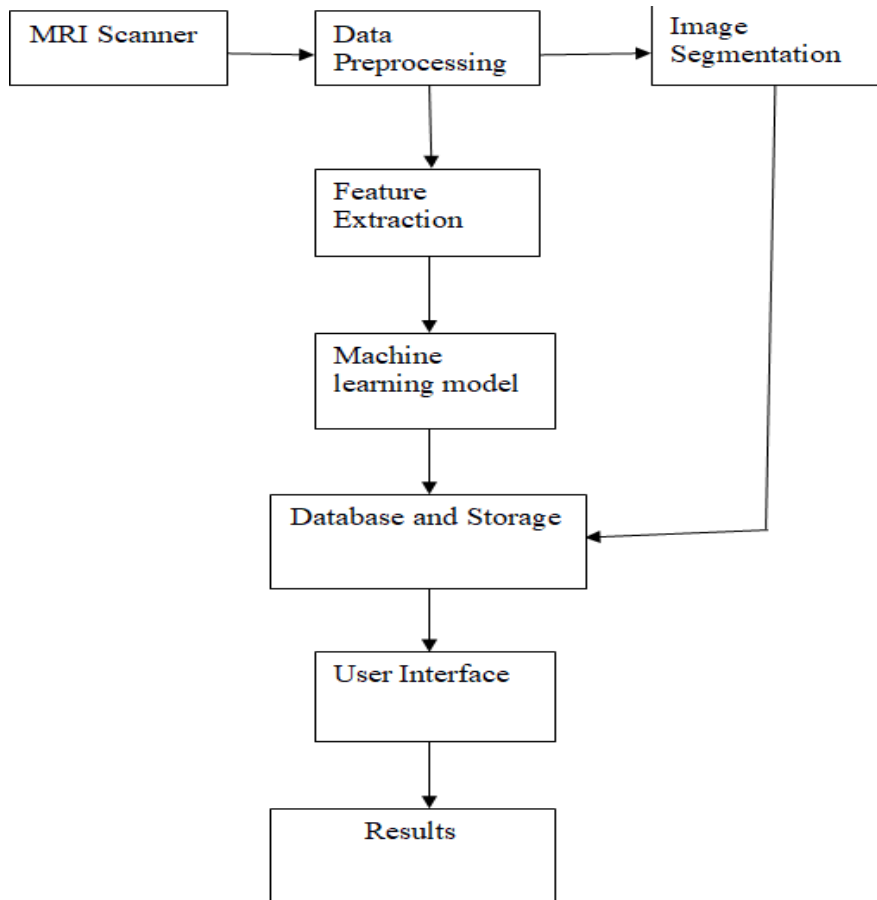 MRI Scanner
Data
Preprocessing
Image
Segmentation
Feature
Extraction
Machine
learning model
Database and Storage
User Interface
Results